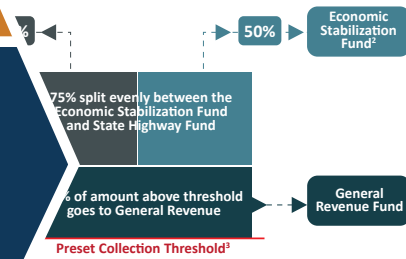 %
50%
Economic
Stabilization
Fund²
75% split evenly between the
Economic Stabilization Fund
and State Highway Fund
% of amount above threshold
goes to General Revenue
General
Revenue Fund
Preset Collection Threshold³